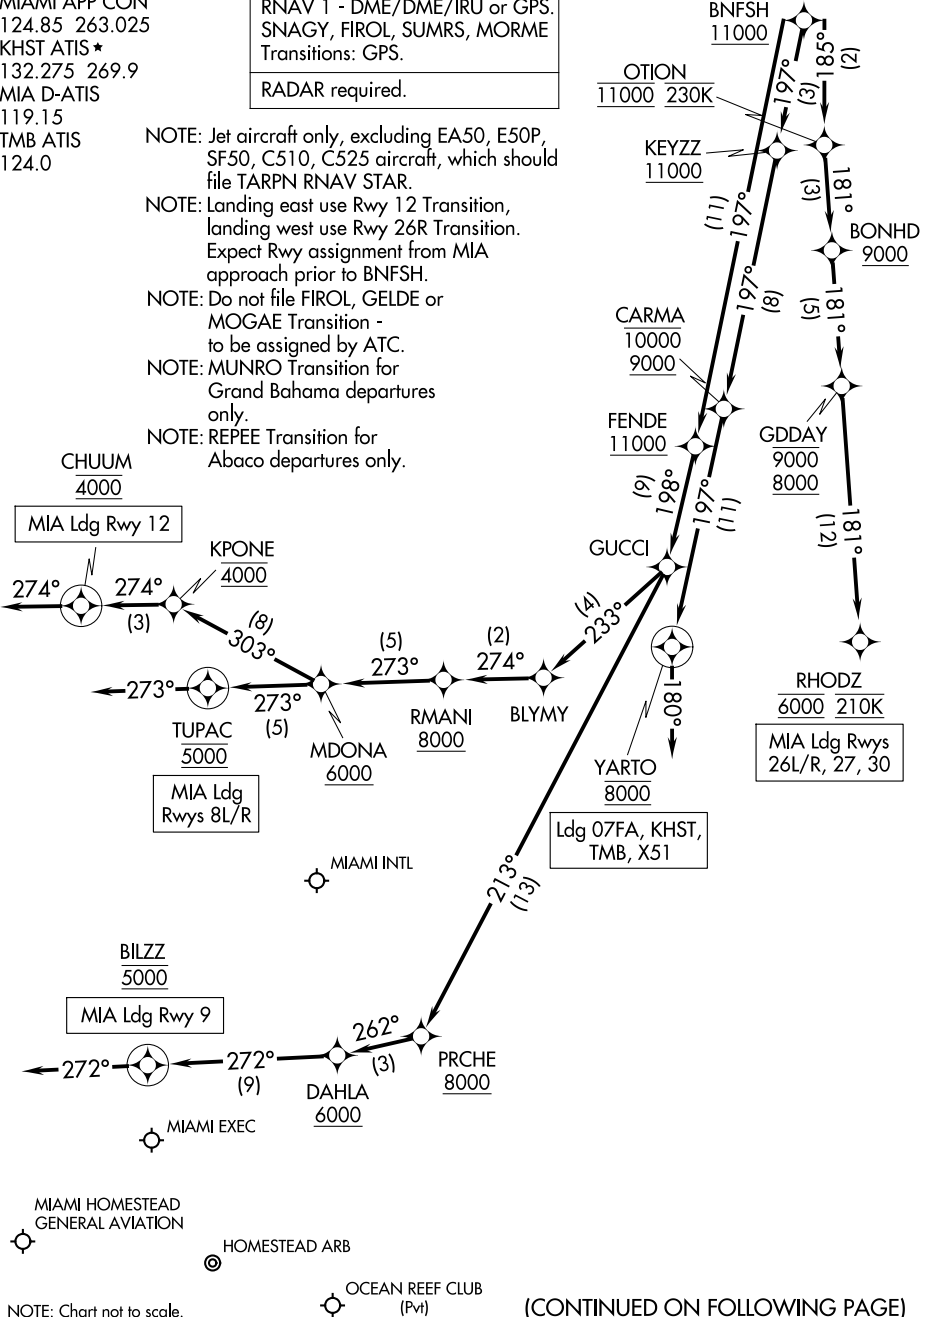 MIAMI APP CON
124.85 263.025
KHST ATIS ★
132.275 269.9
MIA D-ATIS
119.15
TMB ATIS
124.0
RNAV 1 - DME/DME/IRU or GPS.
SNAGY, FIROL, SUMRS, MORME
Transitions: GPS.
RADAR required.
NOTE: Jet aircraft only, excluding EA50, E50P,
SF50, C510, C525 aircraft, which should
file TARPN RNAV STAR.
NOTE: Landing east use Rwy 12 Transition,
landing west use Rwy 26R Transition.
Expect Rwy assignment from MIA
approach prior to BNFSH.
NOTE: Do not file FIROL, GELDE or
MOGAE Transition -
to be assigned by ATC.
NOTE: MUNRO Transition for
Grand Bahama departures
only.
NOTE: REPEE Transition for
Abaco departures only.
BNFSH
11000
185°
(2)
197°
(3)
OTION
11000 230K
KEYZZ
11000
181°
(3)
BONHD
9000
197°
(11)
197°
(8)
181°
(5)
CARMA
10000
9000
FENDE
11000
GDDAY
9000
8000
198°
(9)
197°
(11)
181°
(12)
GUCCI
RHODZ
6000 210K
MIA Ldg Rwys
26L/R, 27, 30
180°
YARTO
8000
Ldg 07FA, KHST,
TMB, X51
CHUUM
4000
MIA Ldg Rwy 12
KPONE
4000
274°
274°
(3)
(8)
303°
(5)
273°
(2)
274°
(4)
233°
273°
273°
(5)
TUPAC
5000
MIA Ldg
Rwys 8L/R
MDONA
6000
RMANI
8000
BLYMY
MIAMI INTL
213°
(13)
BILZZ
5000
MIA Ldg Rwy 9
272°
272°
(9)
262°
(3)
DAHLA
6000
PRCHE
8000
MIAMI EXEC
MIAMI HOMESTEAD
GENERAL AVIATION
HOMESTEAD ARB
OCEAN REEF CLUB
(Pvt)
NOTE: Chart not to scale.
(CONTINUED ON FOLLOWING PAGE)